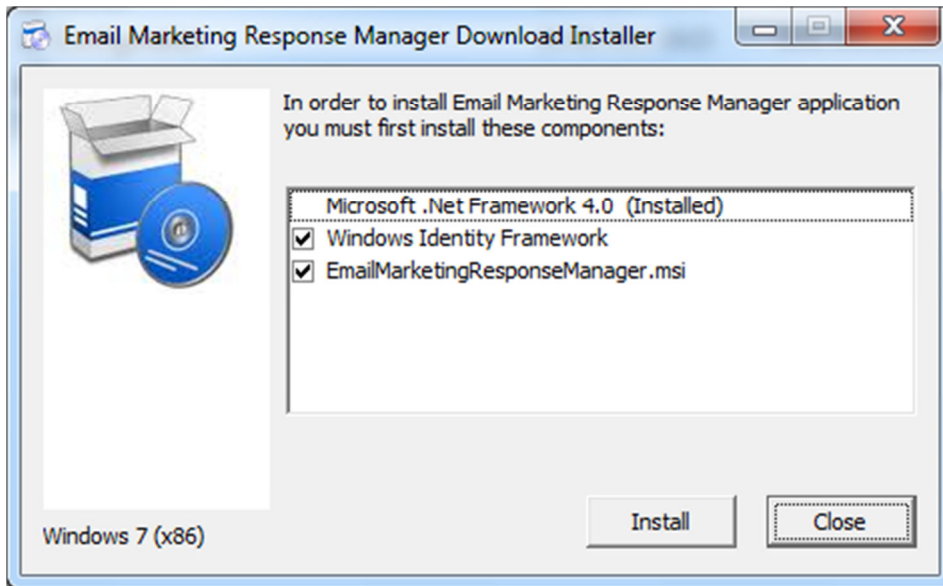 Email Marketing Response Manager Download Installer
In order to install Email Marketing Response Manager application
you must first install these components:
Microsoft .Net Framework 4.0 (Installed)
Windows Identity Framework
EmailMarketingResponseManager.msi
Windows 7 (x86)
Install
Close